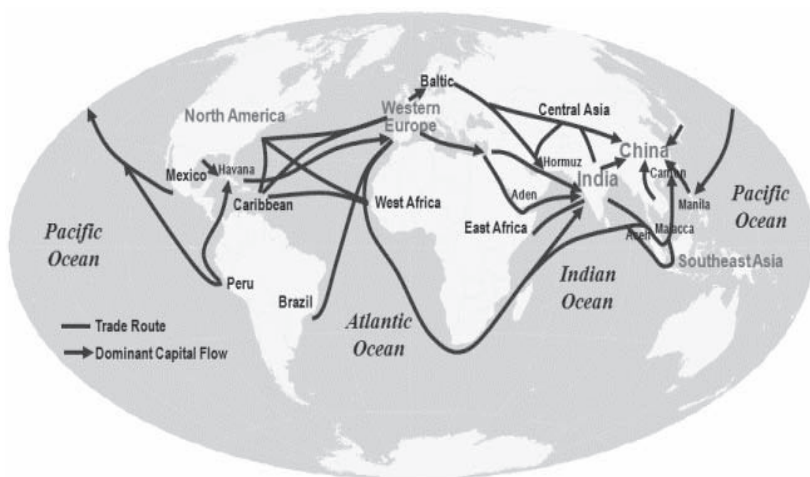 Baltic
North America
Western
Europe
Central Asia
China
Mexico
Havana
Hormuz
India
Canton
Caribbean
West Africa
Aden
Manila
Pacific
Ocean
East Africa
Malacca
Aceh
Pacific
Ocean
Southeast Asia
Peru
Indian
Ocean
Brazil
Atlantic
Ocean
Trade Route
Dominant Capital Flow